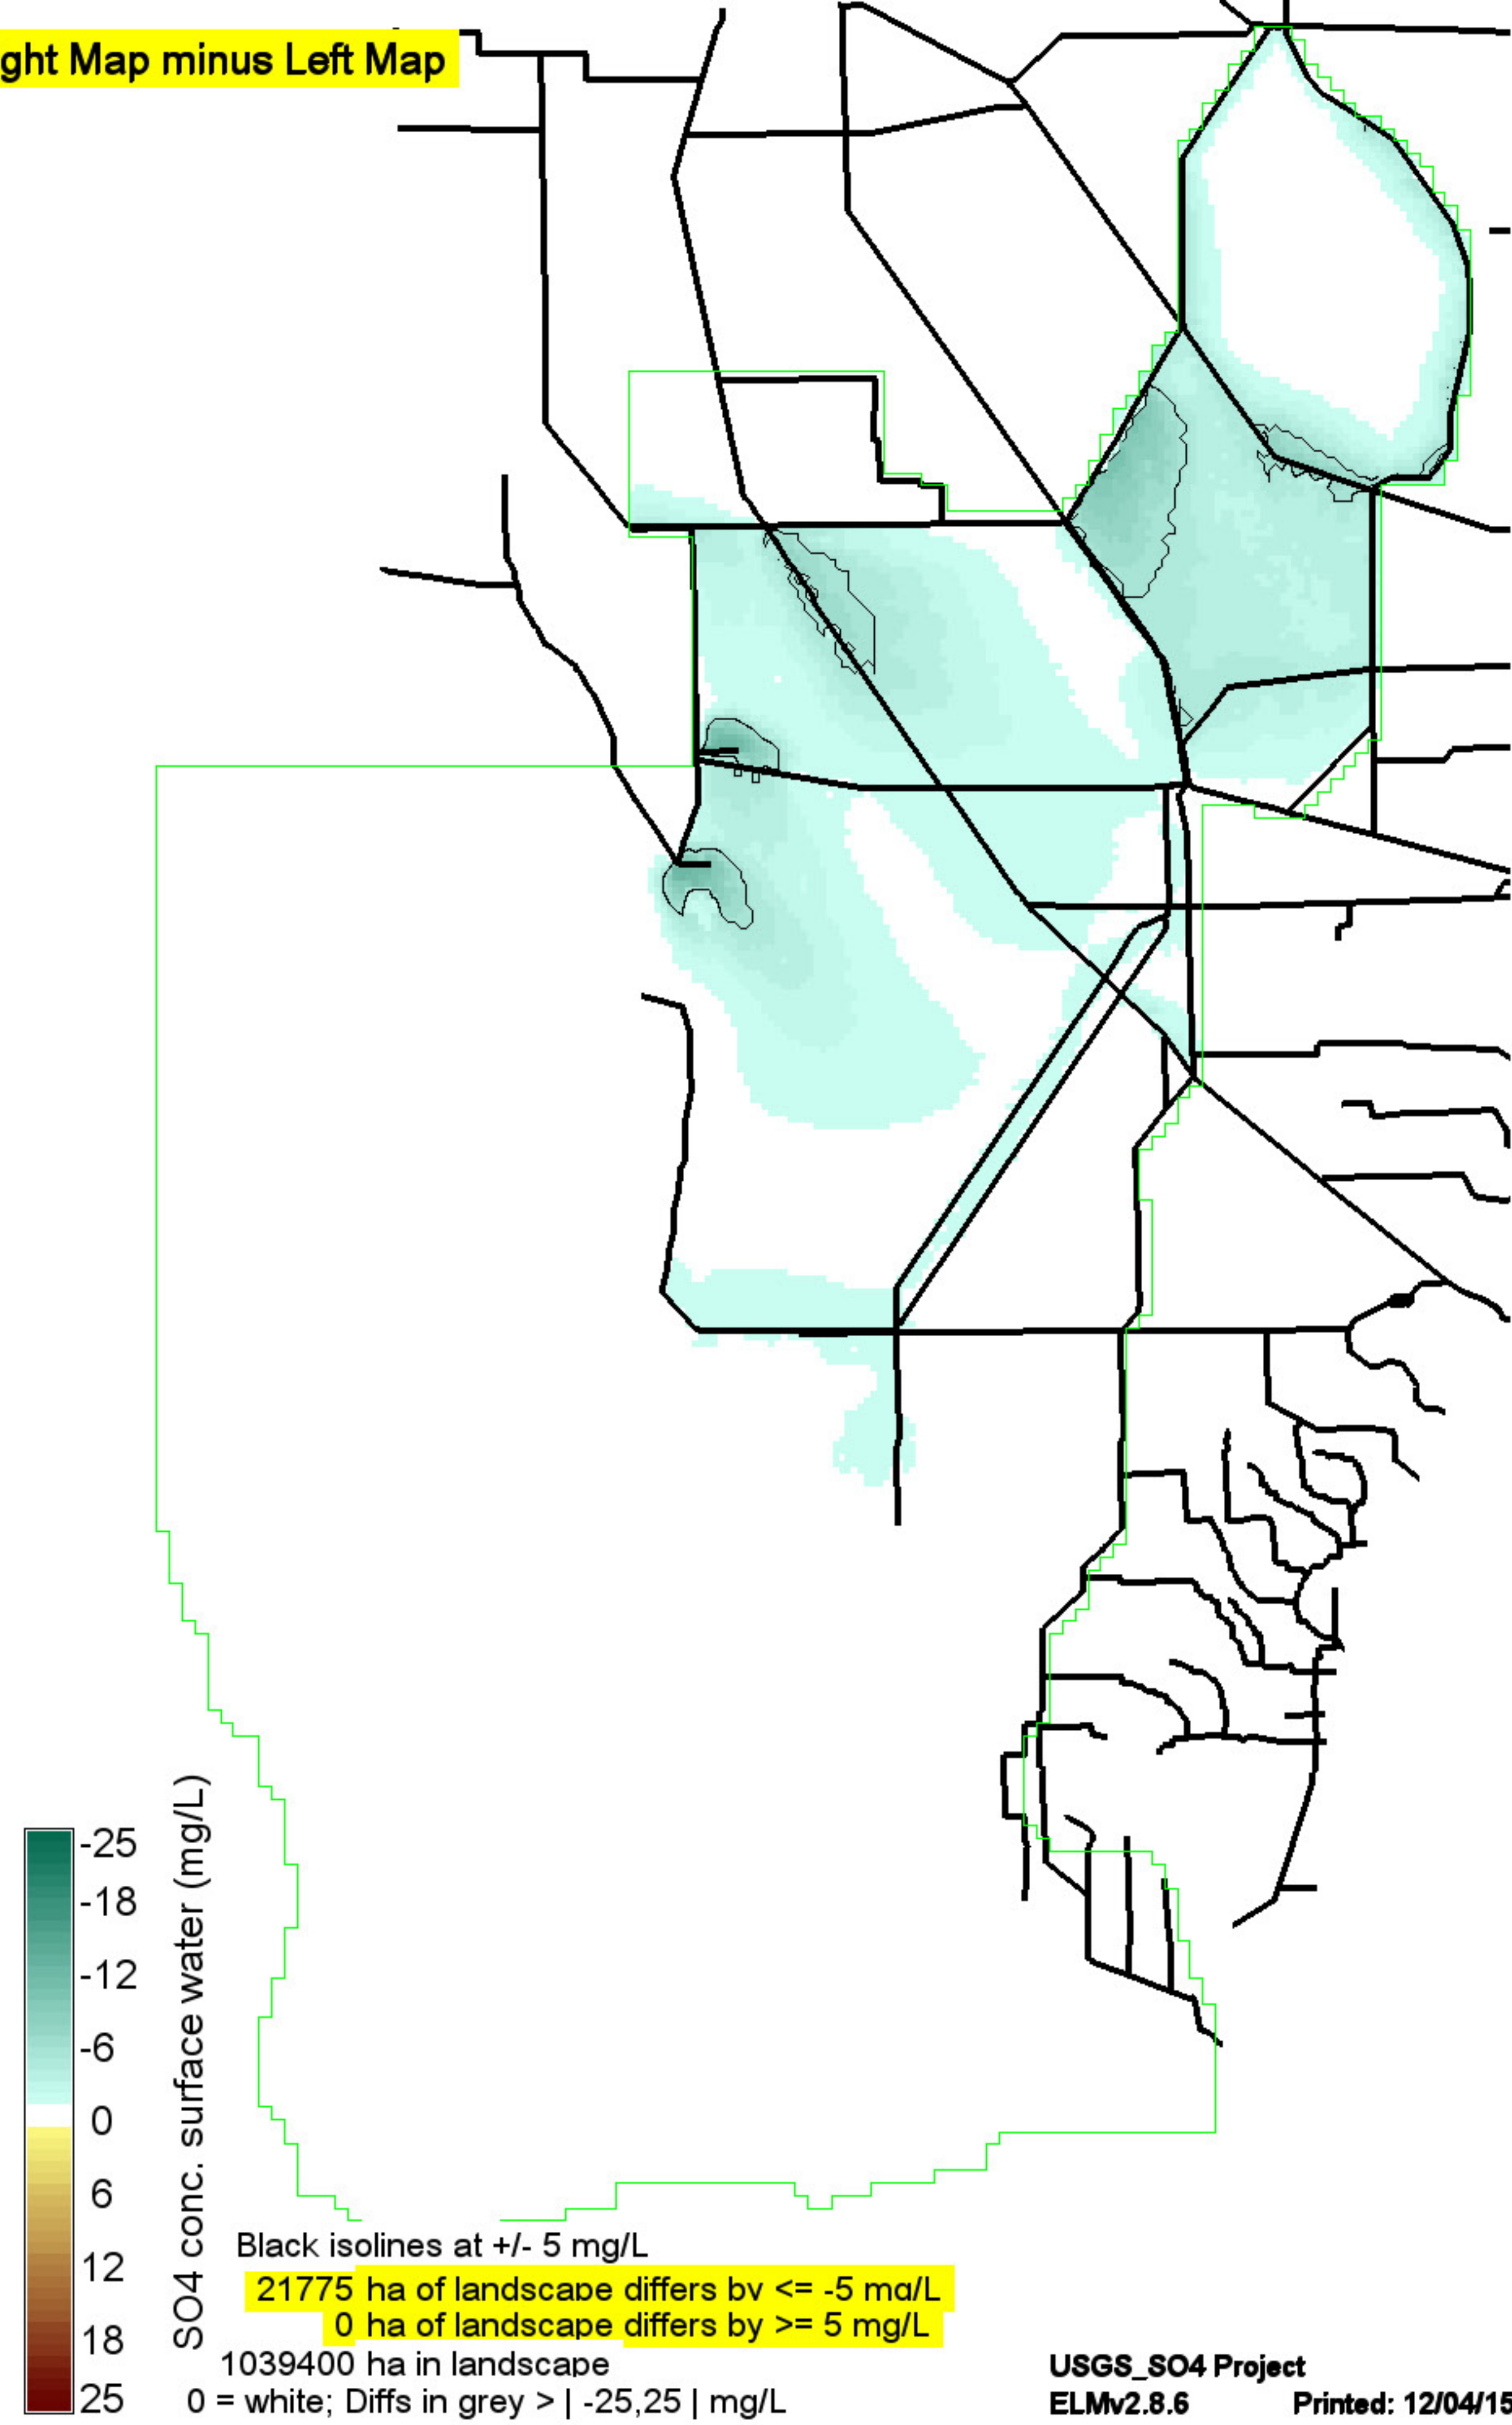 ght Map minus Left Map
-25
-18
-12
-6
0
6
12
18
25
SO4 conc. surface water (mg/L)
Black isolines at +/- 5 mg/L
21775 ha of landscape differs by <= -5 mg/L
0 ha of landscape differs by >= 5 mg/L
1039400 ha in landscape
0 = white; Diffs in grey > | -25,25 | mg/L
USGS_SO4 Project
ELMv2.8.6 Printed: 12/04/15